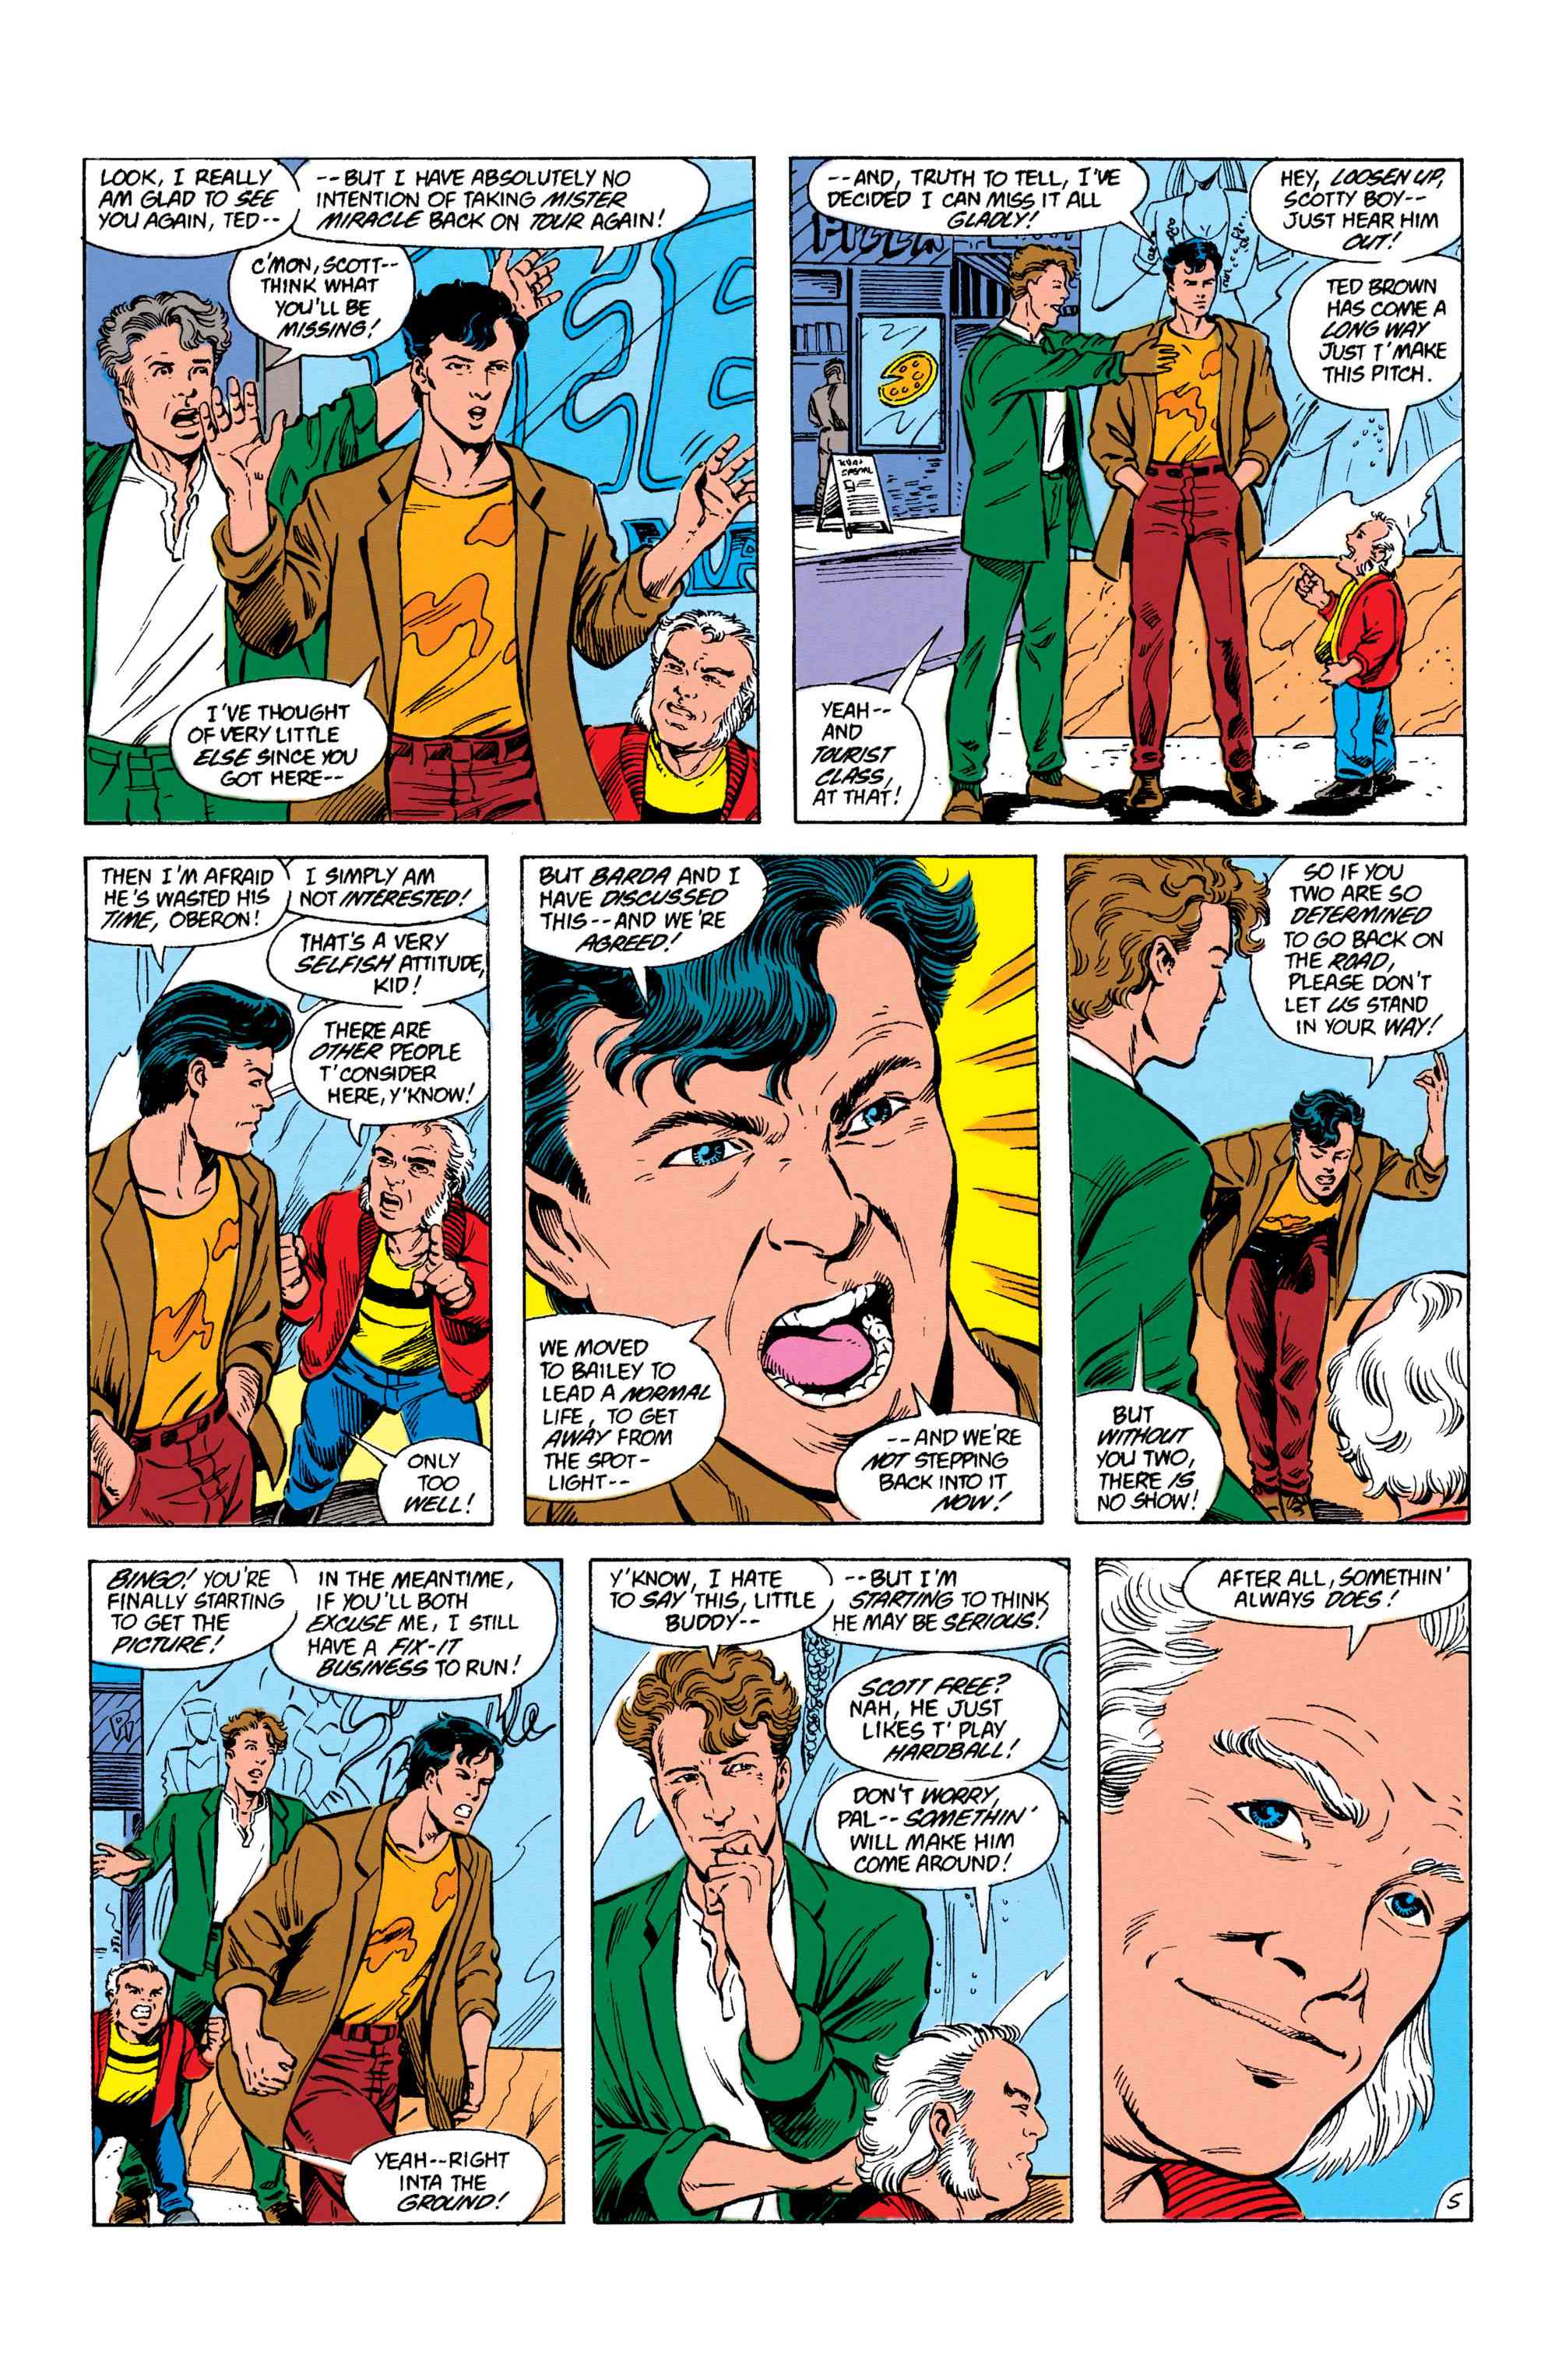 LOOK, I REALLY
AM GLAD TO SEE
YOU AGAIN, TED--
--BUT I HAVE ABSOLUTELY NO
INTENTION OF TAKING MISTER
MIRACLE BACK ON TOUR AGAIN!
C'MON, SCOTT--
THINK WHAT
YOU'LL BE
MISSING!
I'VE THOUGHT
OF VERY LITTLE
ELSE SINCE YOU
GOT HERE--
--AND, TRUTH TO TELL, I'VE
DECIDED I CAN MISS IT ALL
GLADLY!
HEY, LOOSEN UP,
SCOTTY BOY--
JUST HEAR HIM
OUT!
TED BROWN
HAS COME A
LONG WAY
JUST T'MAKE
THIS PITCH.
YEAH--
AND
TOURIST
CLASS,
AT THAT!
THEN I'M AFRAID
HE'S WASTED HIS
TIME, OBERON!
I SIMPLY AM
NOT INTERESTED!
THAT'S A VERY
SELFISH ATTITUDE,
KID!
THERE ARE
OTHER PEOPLE
T'CONSIDER
HERE, Y'KNOW!
ONLY
TOO
WELL!
BUT BARDA AND I
HAVE DISCUSSED
THIS--AND WE'RE
AGREED!
WE MOVED
TO BAILEY TO
LEAD A NORMAL
LIFE, TO GET
AWAY FROM
THE SPOT-
LIGHT--
--AND WE'RE
NOT STEPPING
BACK INTO IT
NOW!
SO IF YOU
TWO ARE SO
DETERMINED
TO GO BACK ON
THE ROAD,
PLEASE DON'T
LET US STAND
IN YOUR WAY!
BUT
WITHOUT
YOU TWO,
THERE IS
NO SHOW!
BINGO! YOU'RE
FINALLY STARTING
TO GET THE
PICTURE!
IN THE MEANTIME,
IF YOU'LL BOTH
EXCUSE ME, I STILL
HAVE A FIX-IT
BUSINESS TO RUN!
YEAH--RIGHT
INTA THE
GROUND!
Y'KNOW, I HATE
TO SAY THIS, LITTLE
BUDDY--
--BUT I'M
STARTING TO THINK
HE MAY BE SERIOUS!
SCOTT FREE?
NAH, HE JUST
LIKES T' PLAY
HARDBALL!
DON'T WORRY,
PAL--SOMETHIN'
WILL MAKE HIM
COME AROUND!
AFTER ALL, SOMETHIN'
ALWAYS DOES!
5